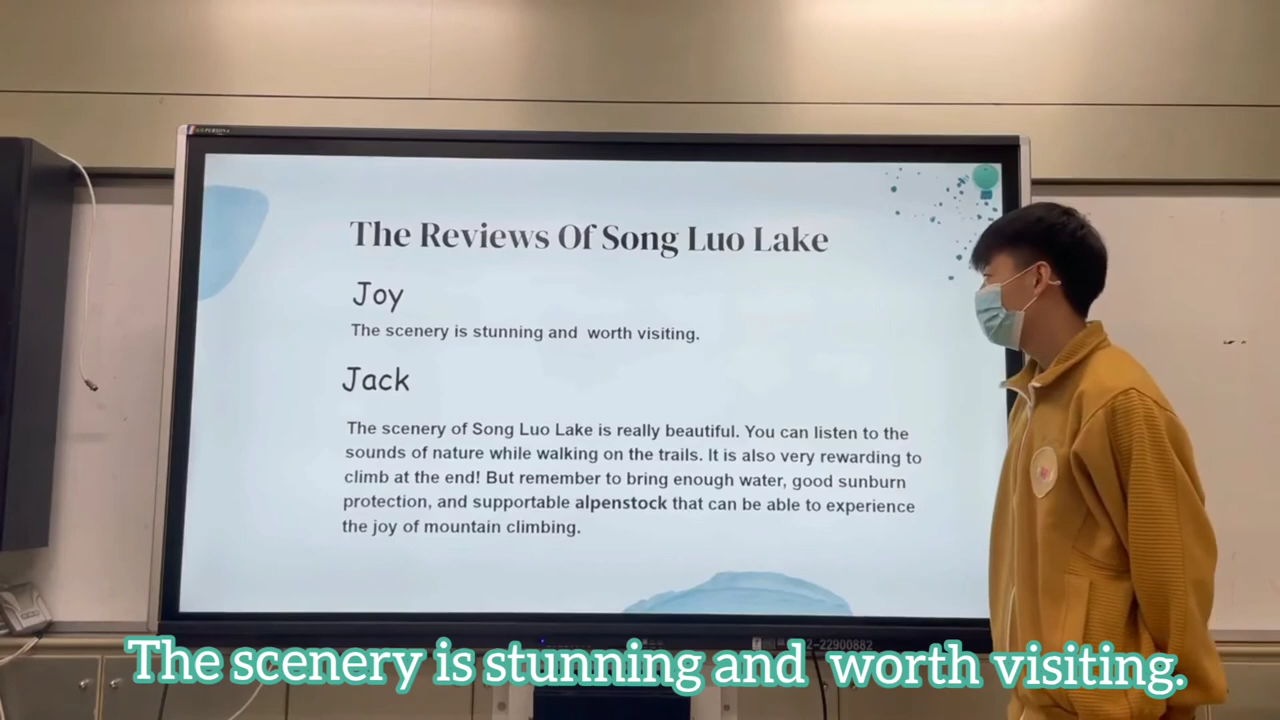 The Reviews Of Song Luo Lake
Joy
The scenery is stunning and  worth visiting.
Jack
The scenery of Song Luo Lake is really beautiful. You can listen to the
sounds of nature while walking on the trails. It is also very rewarding to
climb at the end! But remember to bring enough water, good sunburn
protection, and supportable alpenstock that can be able to experience
the joy of mountain climbing.
2-22900882
The scenery is stunning and  worth visiting.